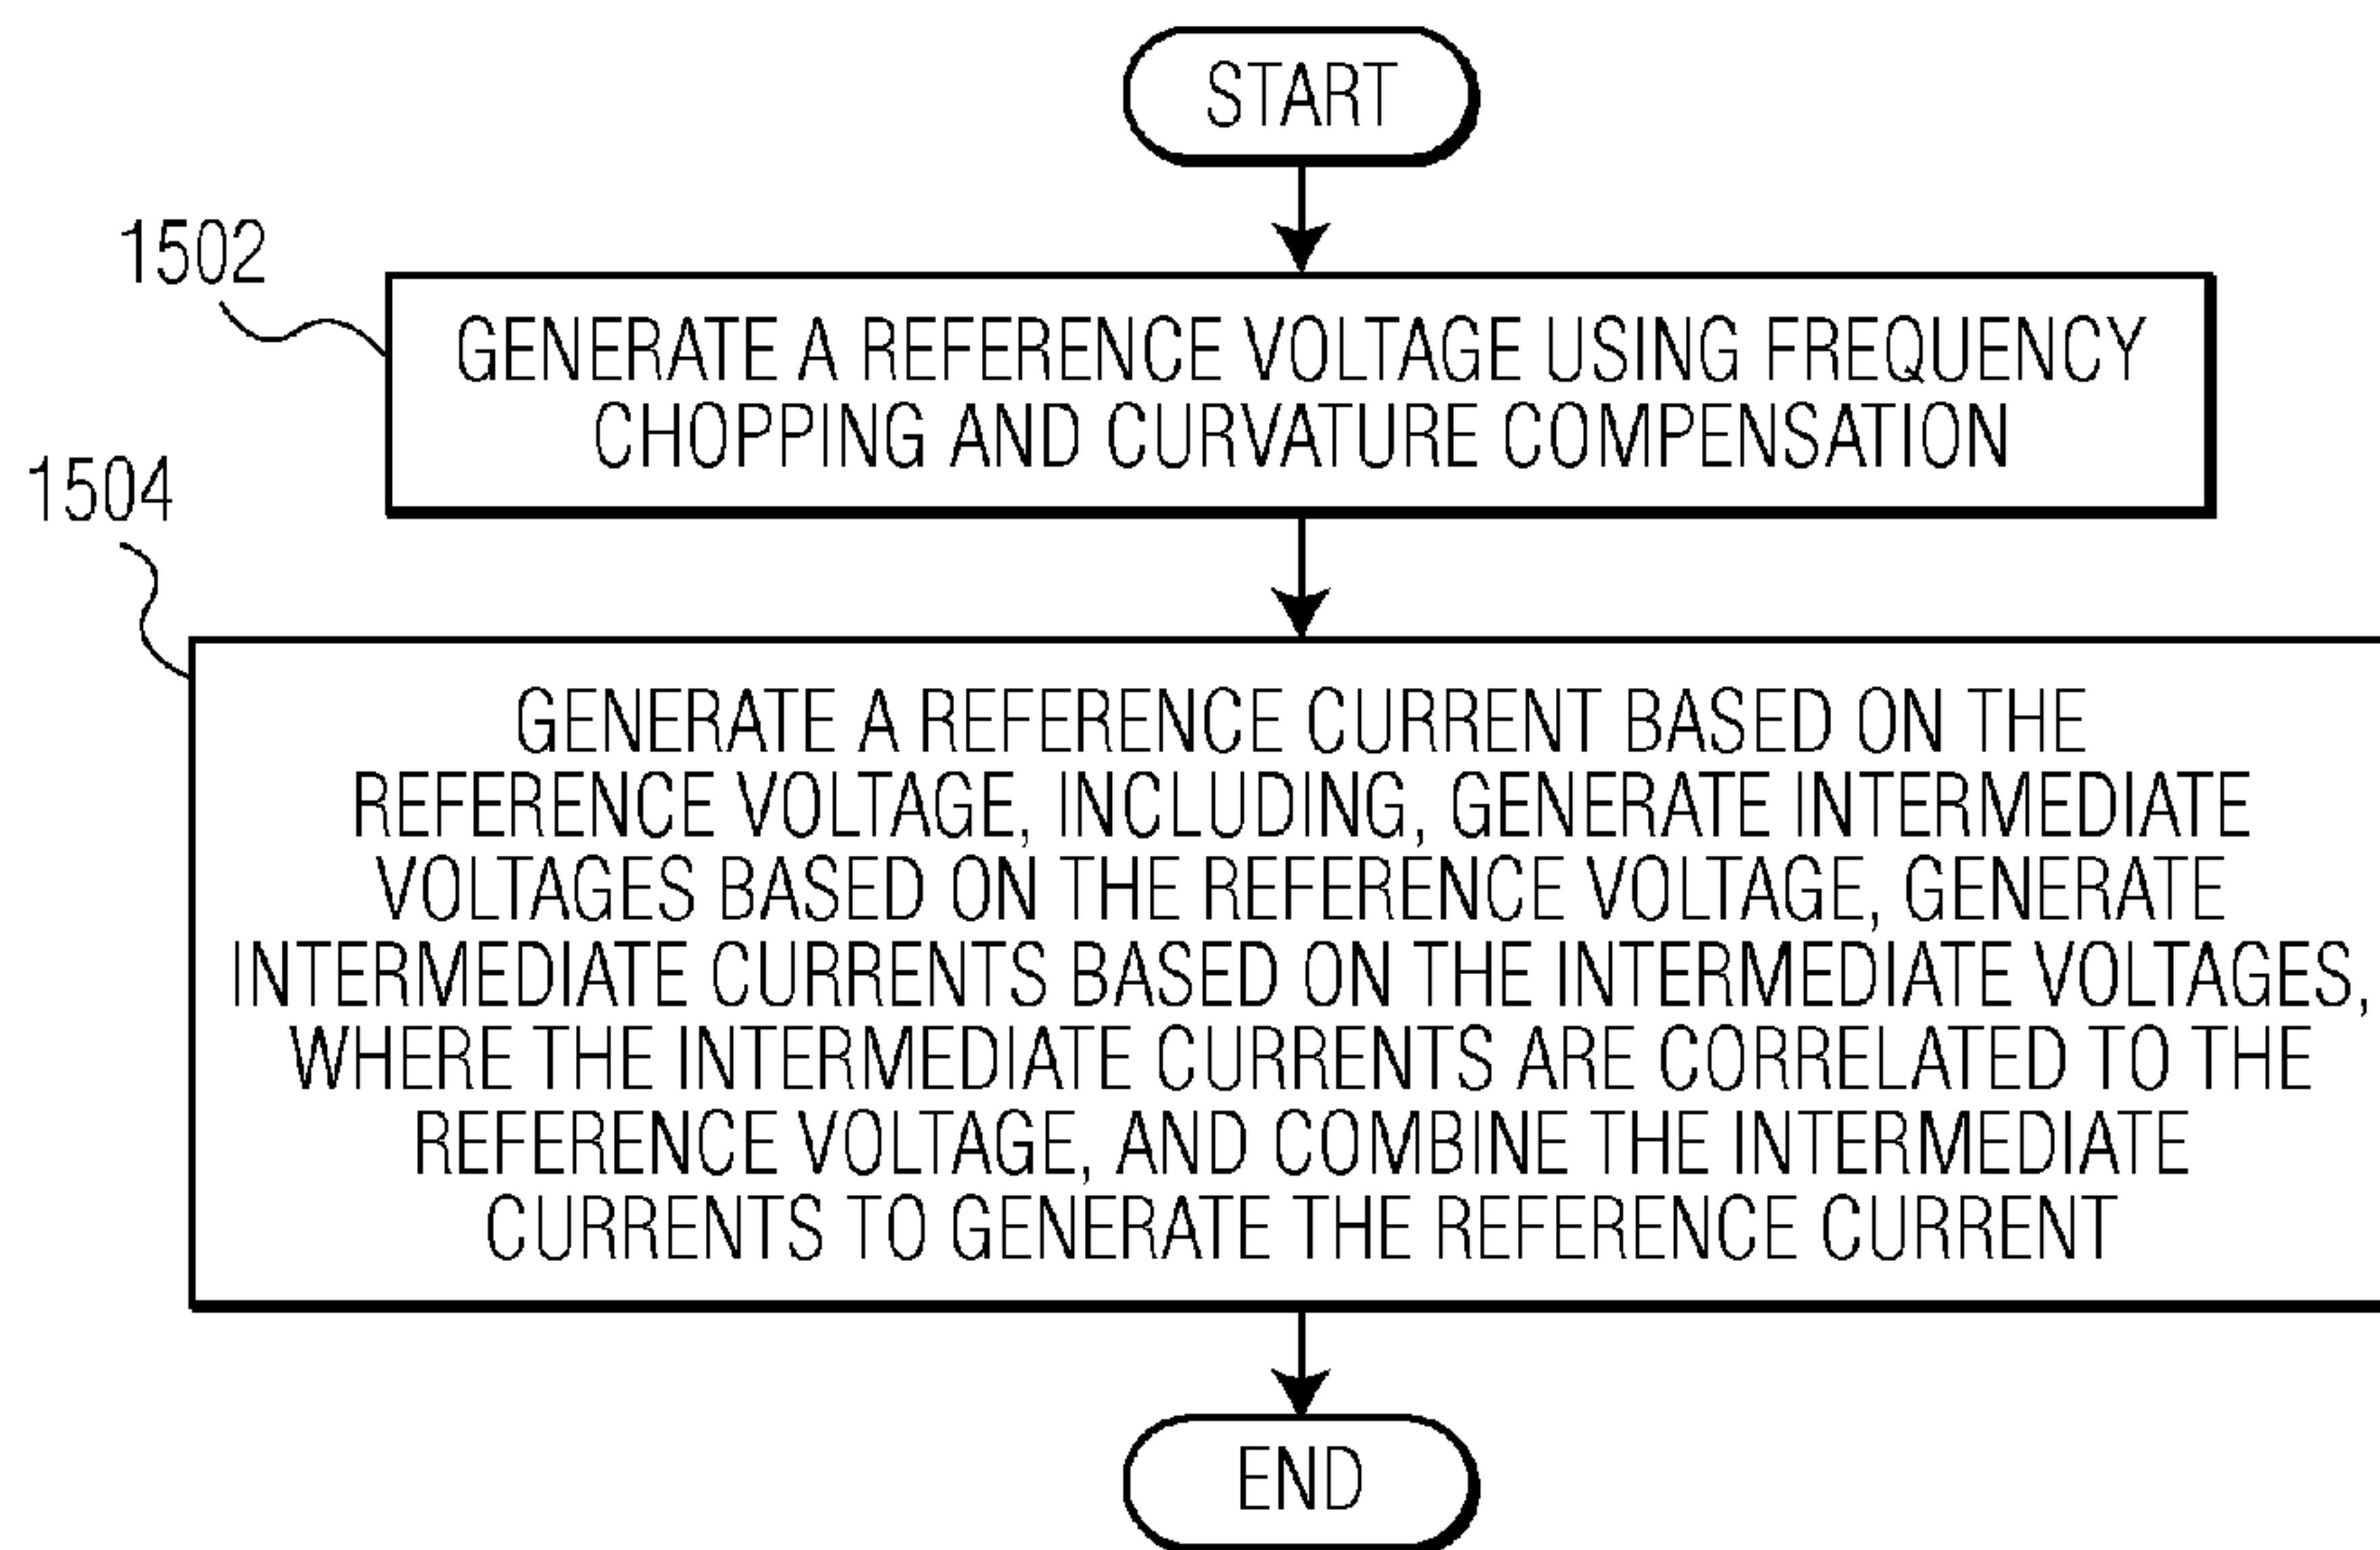 START
1502
GENERATE A REFERENCE VOLTAGE USING FREQUENCY
CHOPPING AND CURVATURE COMPENSATION
1504
GENERATE A REFERENCE CURRENT BASED ON THE
REFERENCE VOLTAGE, INCLUDING, GENERATE INTERMEDIATE
VOLTAGES BASED ON THE REFERENCE VOLTAGE, GENERATE
INTERMEDIATE CURRENTS BASED ON THE INTERMEDIATE VOLTAGES,
WHERE THE INTERMEDIATE CURRENTS ARE CORRELATED TO THE
REFERENCE VOLTAGE, AND COMBINE THE INTERMEDIATE
CURRENTS TO GENERATE THE REFERENCE CURRENT
END